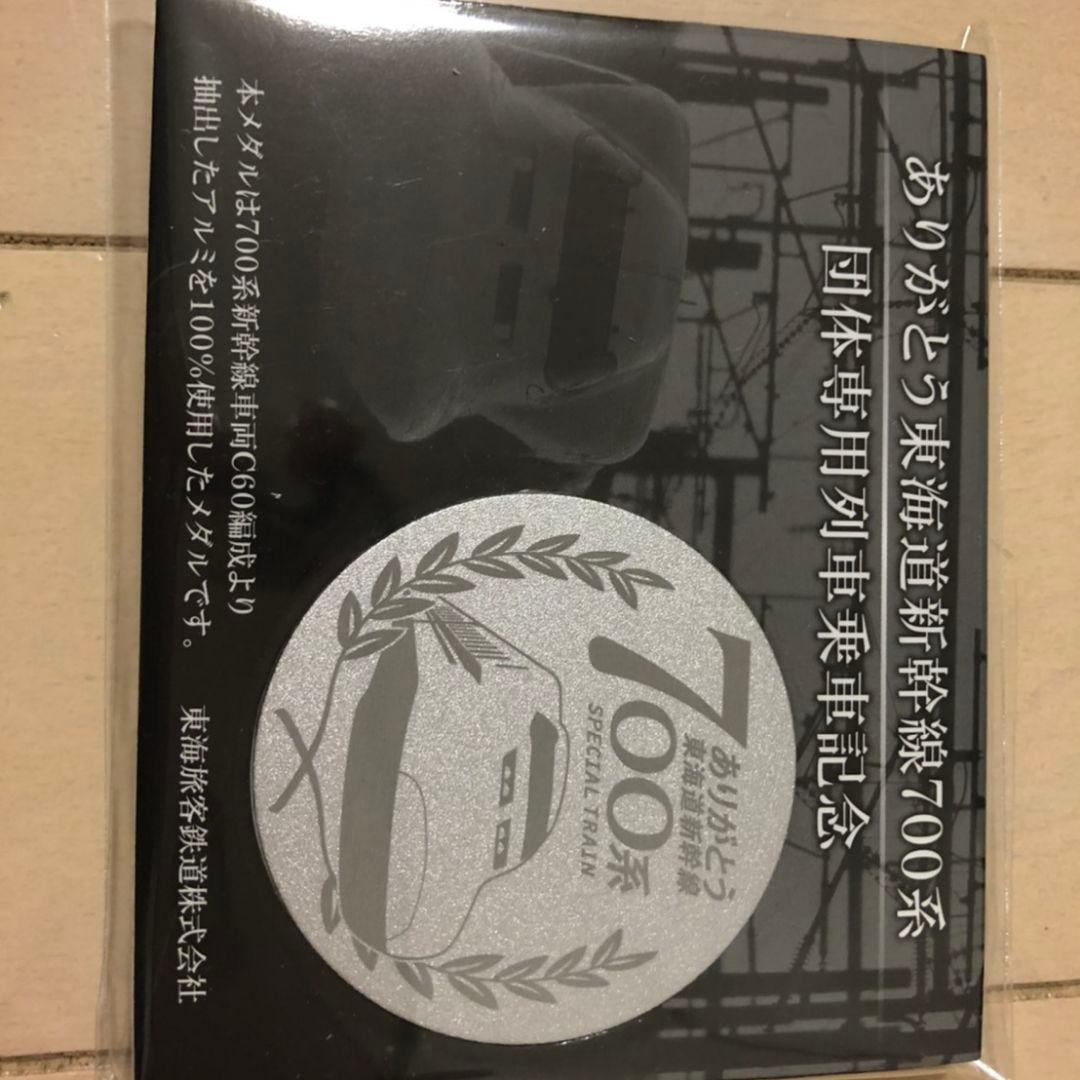 ありがとう東海道新幹線700系
団体専用列車乗車記念
ありがとう
東海道新幹線
700系
SPECIAL TRAIN
本メダルは700系新幹線車両C60編成より
抽出したアルミを100%使用したメダルです。
東海旅客鉄道株式会社